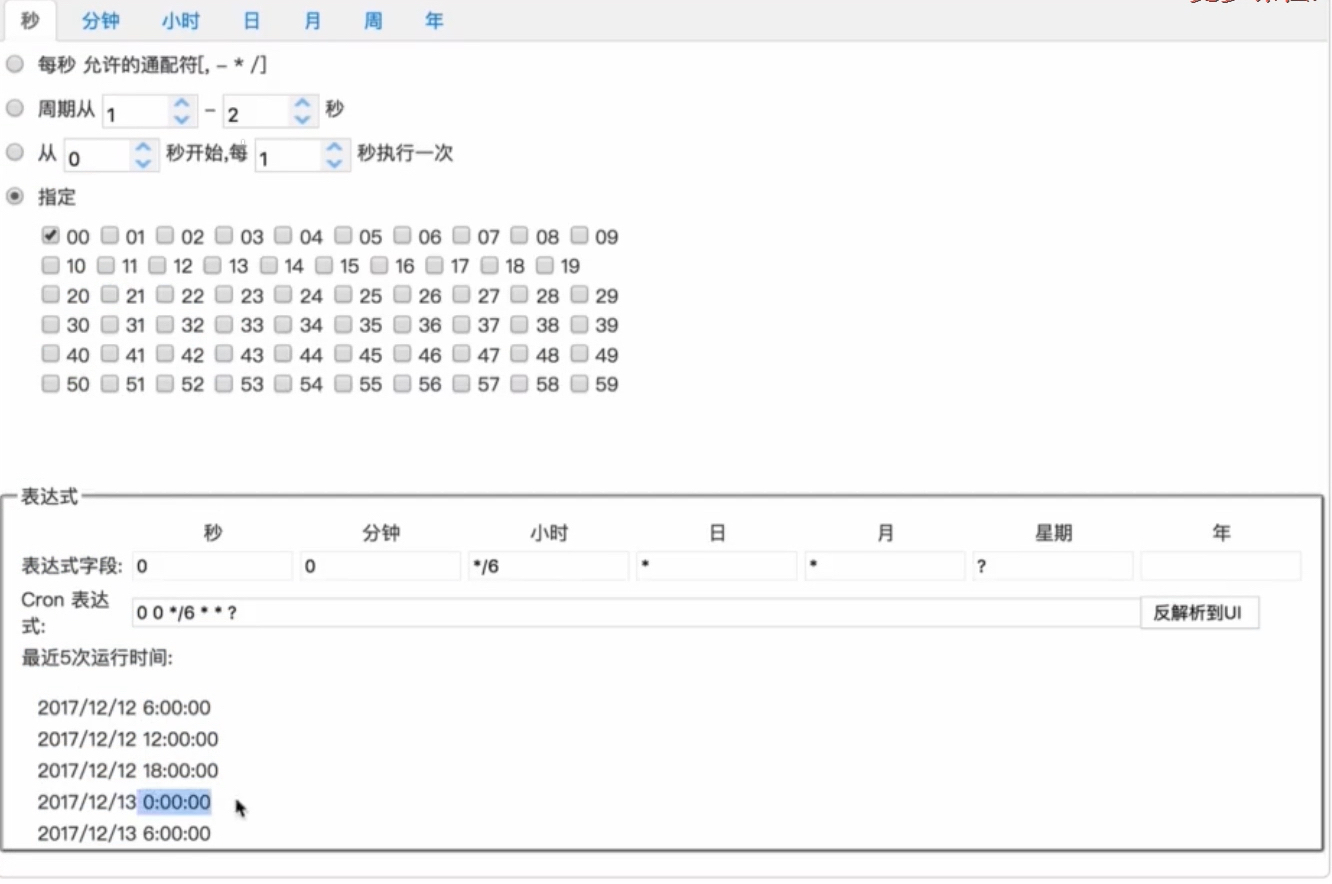 秒 分钟 小时 日 月 周 年
每秒 允许的通配符[, – * /]
周期从 1 – 2 秒
从 0 秒开始,每 1 秒执行一次
指定
00 01 02 03 04 05 06 07 08 09
10 11 12 13 14 15 16 17 18 19
20 21 22 23 24 25 26 27 28 29
30 31 32 33 34 35 36 37 38 39
40 41 42 43 44 45 46 47 48 49
50 51 52 53 54 55 56 57 58 59
表达式
秒 分钟 小时 日 月 星期 年
表达式字段: 0 0 */6 * * ?
Cron 表达式: 0 0 */6 * * ? 反解析到UI
最近5次运行时间:
2017/12/12 6:00:00
2017/12/12 12:00:00
2017/12/12 18:00:00
2017/12/13 0:00:00
2017/12/13 6:00:00